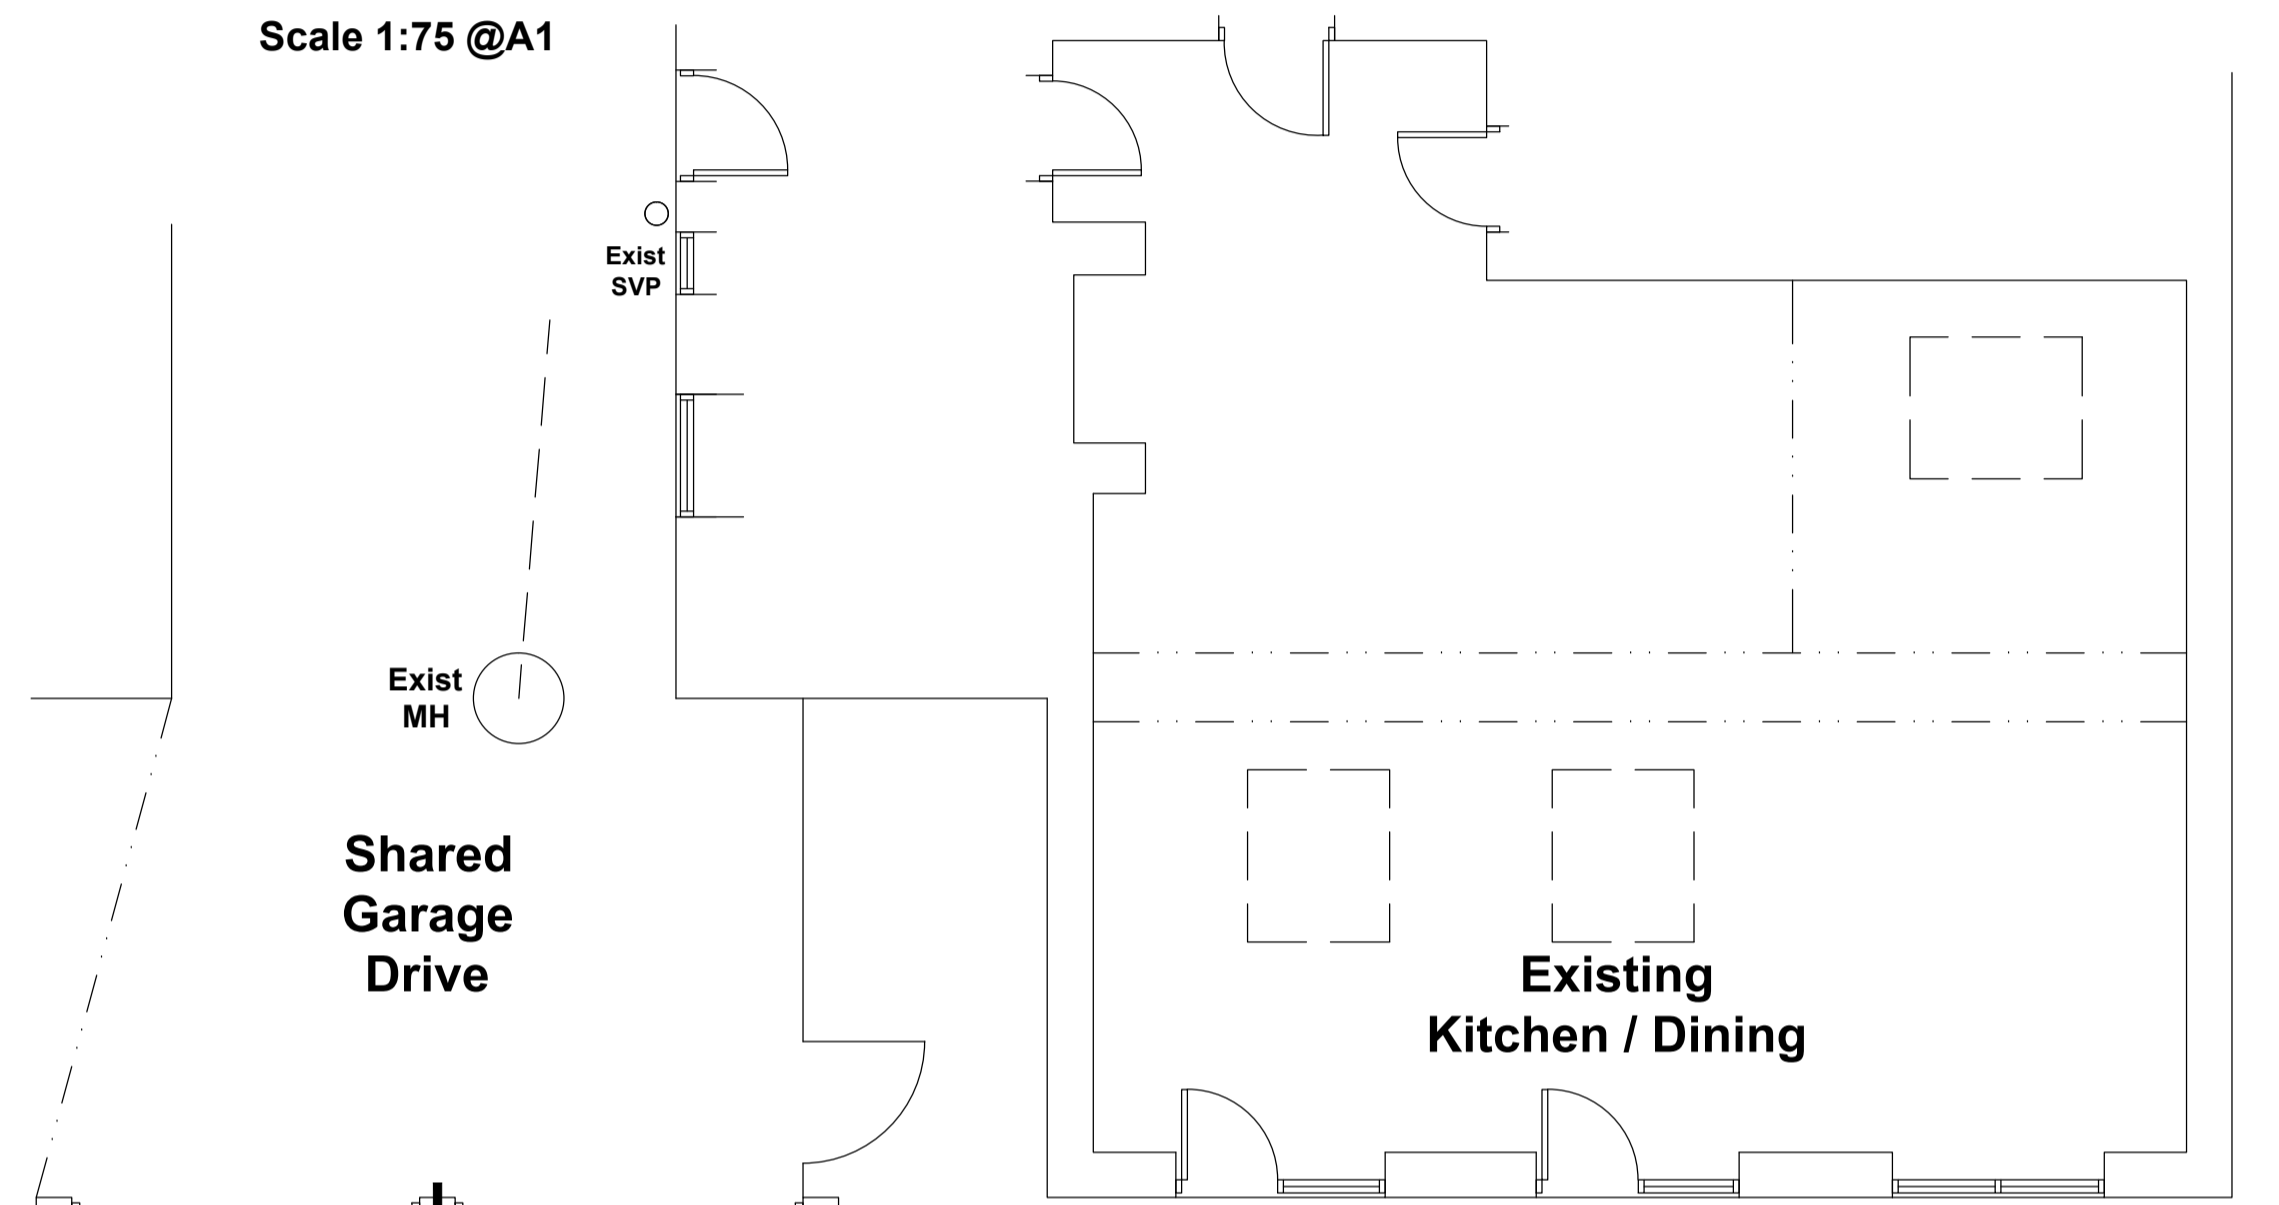 Scale 1:75 @A1
Exist
SVP
Exist
MH
Shared
Garage
Drive
Existing
Kitchen / Dining